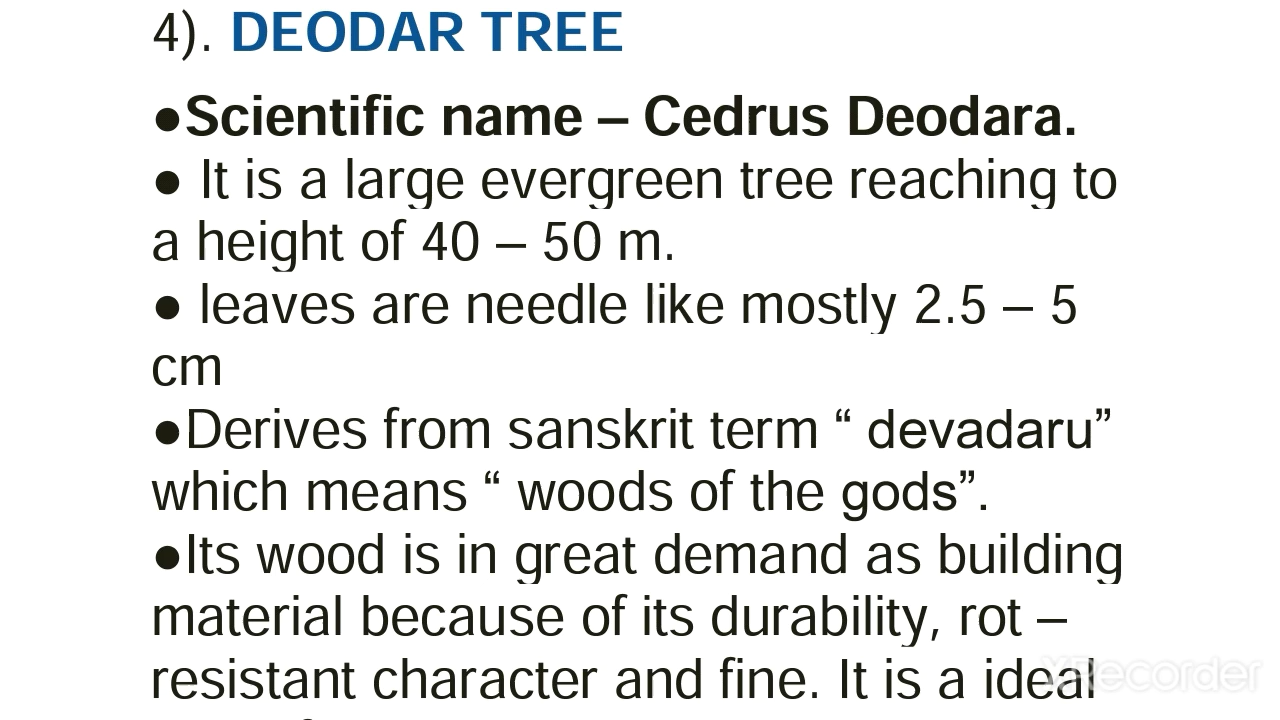 4). DEODAR TREE
●Scientific name – Cedrus Deodara.
● It is a large evergreen tree reaching to
a height of 40 – 50 m.
● leaves are needle like mostly 2.5 – 5
cm
●Derives from sanskrit term “ devadaru”
which means “ woods of the gods”.
●Its wood is in great demand as building
material because of its durability, rot –
resistant character and fine. It is a ideal
XRecorder